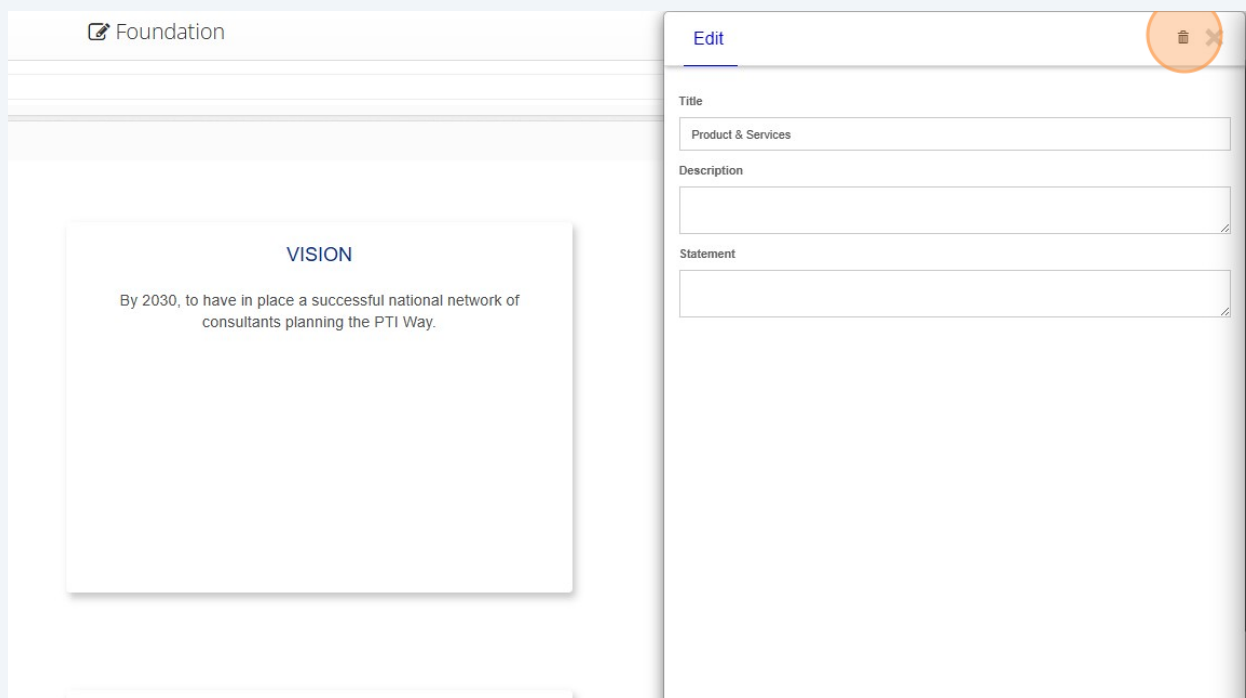 Foundation
VISION
By 2030, to have in place a successful national network of
consultants planning the PTI Way.
Edit
Title
Product & Services
Description
Statement